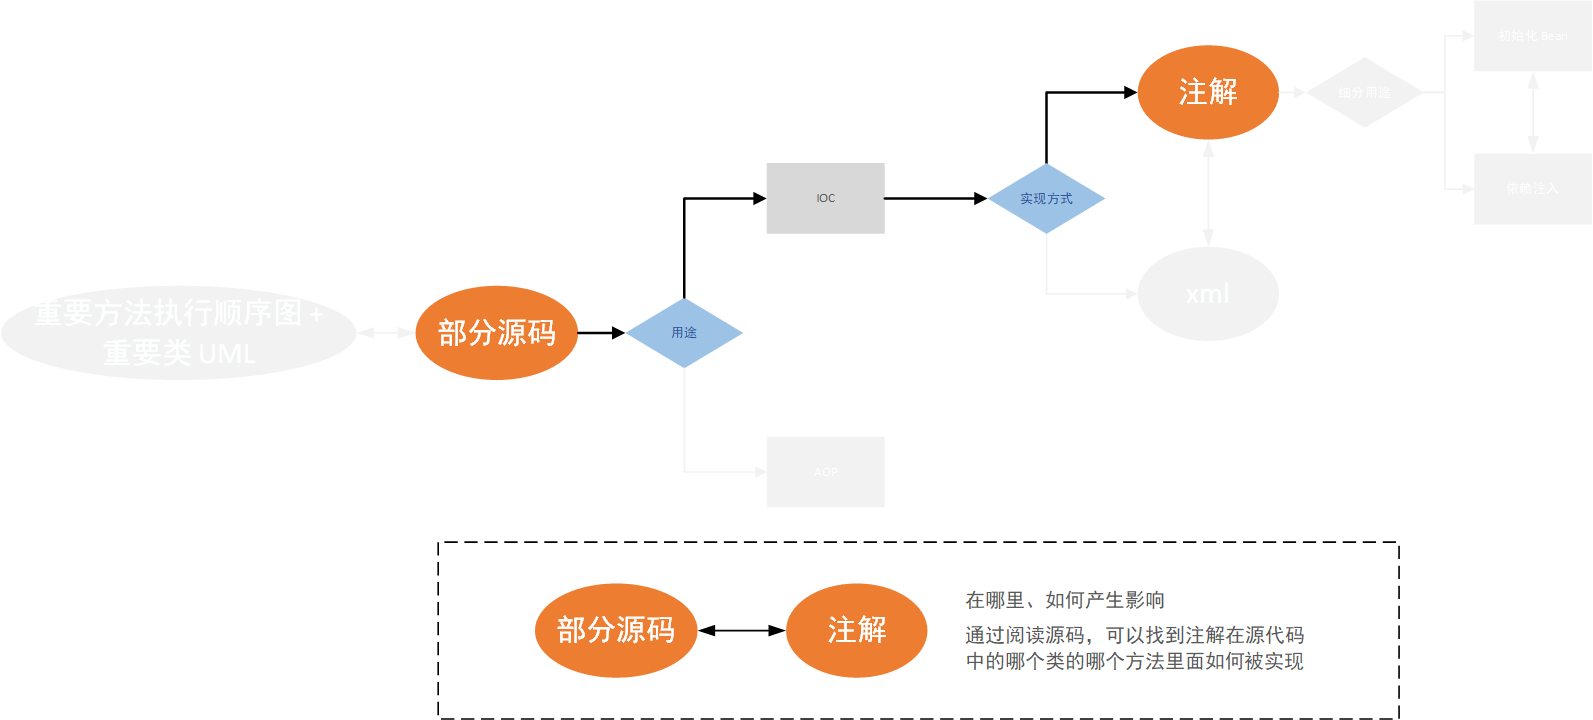 初始化 Bean
注解
细分用途
依赖注入
IOC
实现方式
xml
重要方法执行顺序图 +
重要类 UML
部分源码
用途
AOP
部分源码
注解
在哪里、如何产生影响
通过阅读源码，可以找到注解在源代码
中的哪个类的哪个方法里面如何被实现